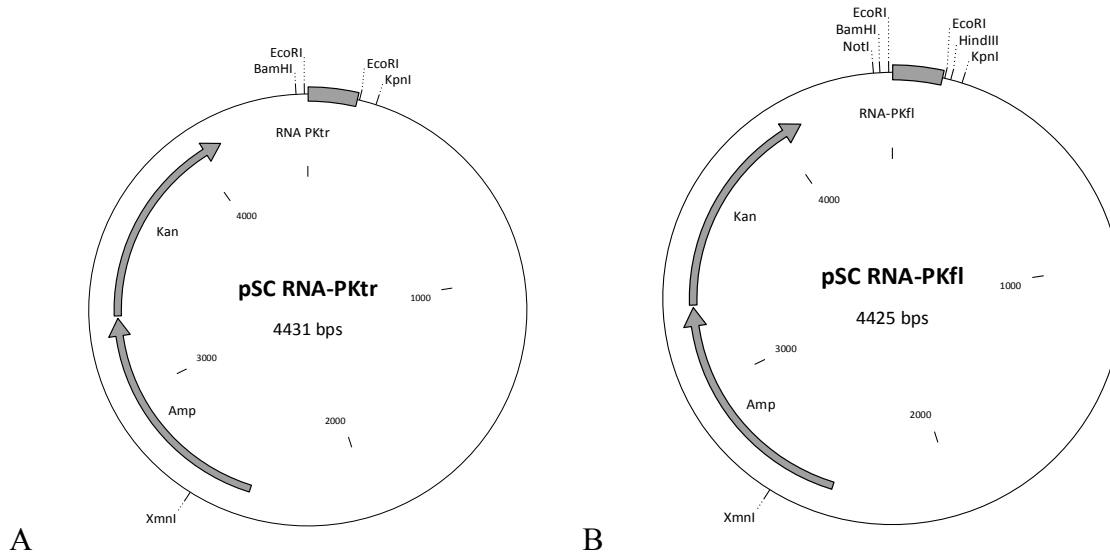 EcoRI
BamHI
EcoRI
KpnI
RNA PKtr
Kan
4000
pSC RNA-PKtr
4431 bps
1000
3000
Amp
2000
XmnI
A
EcoRI
BamHI
NotI
EcoRI
HindIII
KpnI
RNA-PKfl
Kan
4000
pSC RNA-PKfl
4425 bps
1000
3000
Amp
2000
XmnI
B